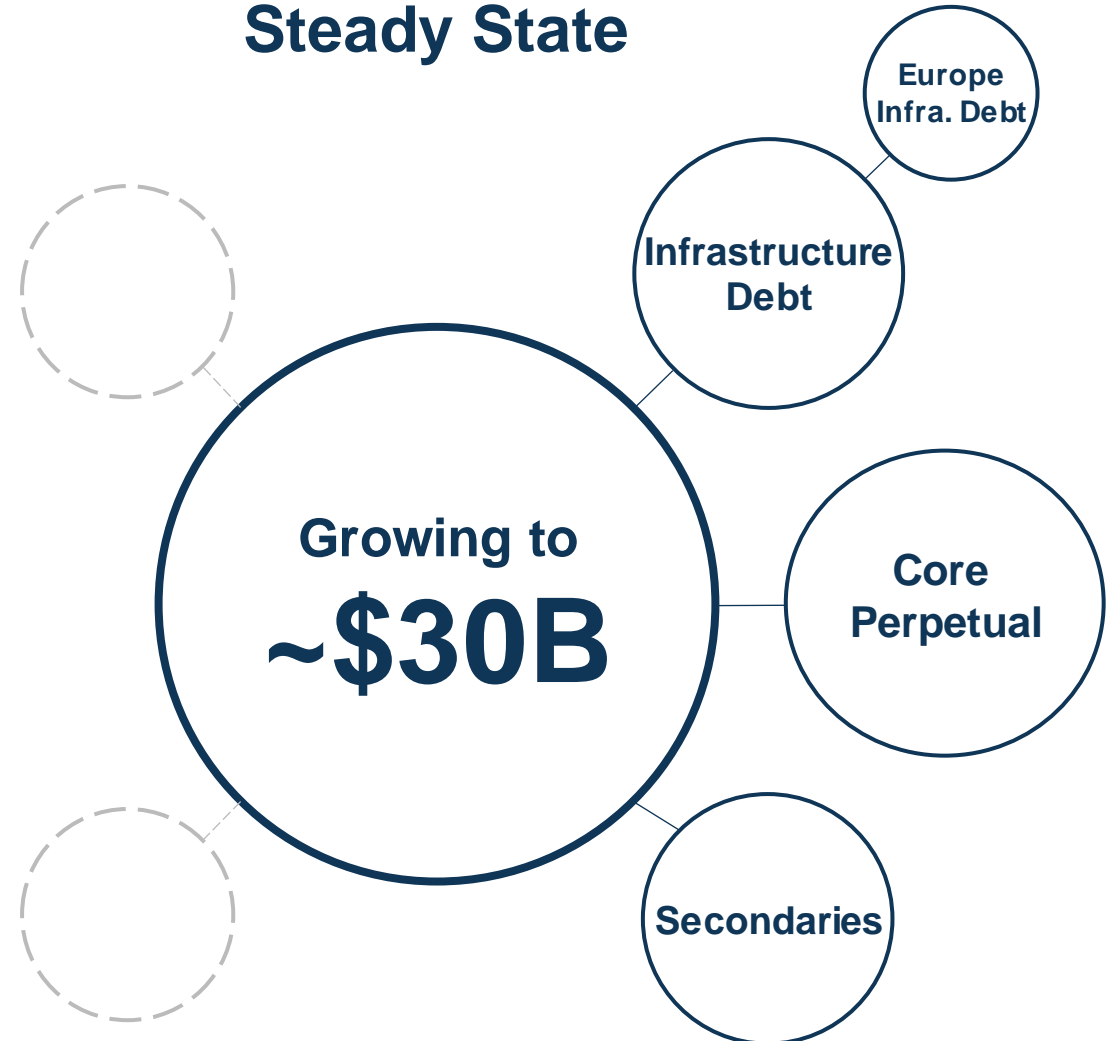 Steady State
Europe
Infra. Debt
Infrastructure
Debt
Growing to
~$30B
Core
Perpetual
Secondaries